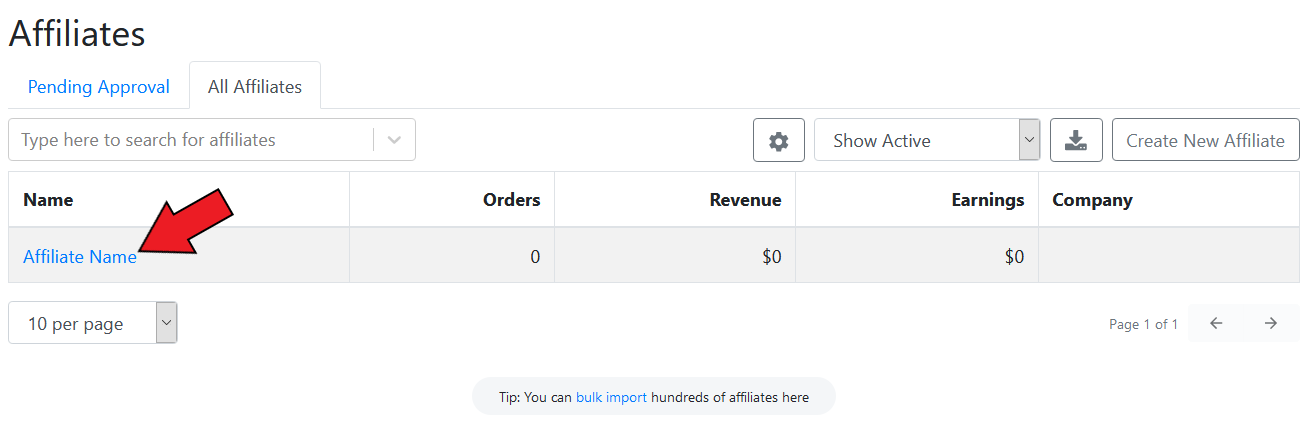 Affiliates
Pending Approval All Affiliates
Type here to search for affiliates Show Active Create New Affiliate
Name Orders Revenue Earnings Company
Affiliate Name 0 $0 $0
10 per page Page 1 of 1
Tip: You can bulk import hundreds of affiliates here